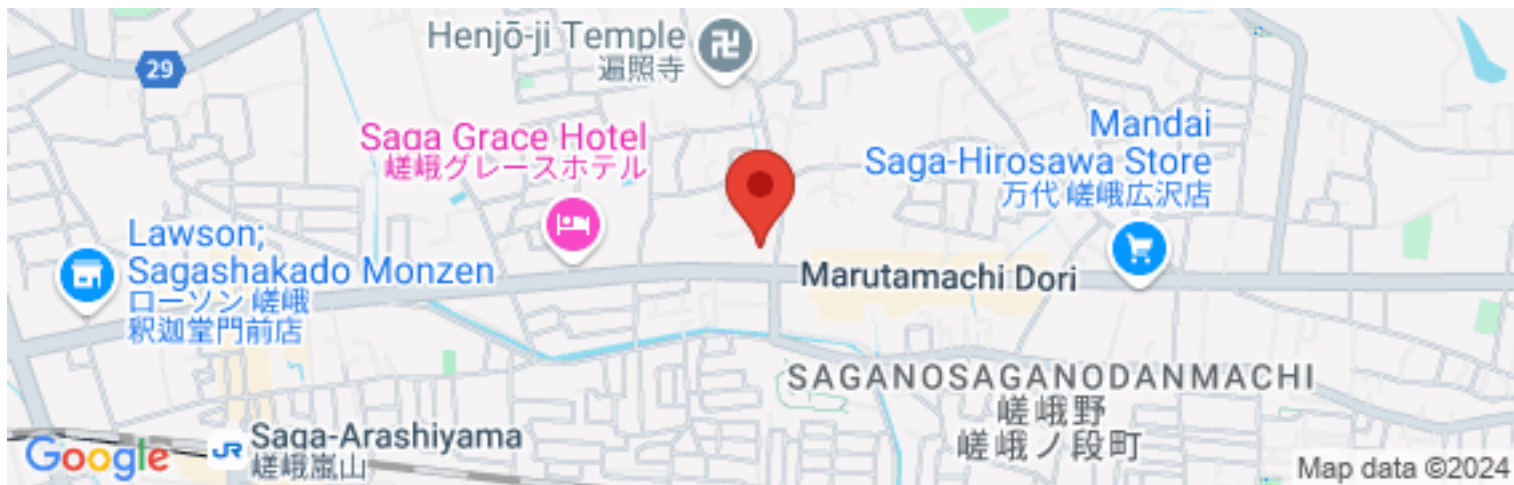 Henjō-ji Temple
遍照寺
29
Saga Grace Hotel
嵯峨グレースホテル
Mandai
Saga-Hirosawa Store
万代 嵯峨広沢店
Lawson;
Sagashakado Monzen
ローソン 嵯峨
釈迦堂門前店
Marutamachi Dori
SAGANOSAGANODANMACHI
嵯峨野
嵯峨ノ段町
JR
Saga-Arashiyama
嵯峨嵐山
Google
Map data ©2024